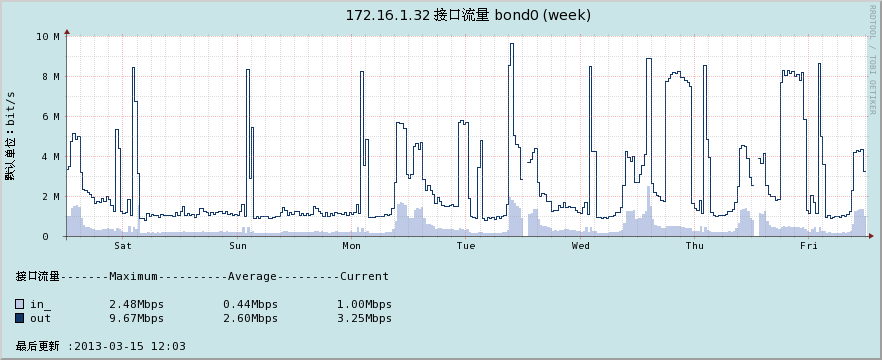 172.16.1.32 接口流量 bond0 (week)
RRDTOOL / TOBI OETIKER
默认单位：bit/s
10 M
8 M
6 M
4 M
2 M
0
Sat Sun Mon Tue Wed Thu Fri
接口流量-------Maximum----------Average---------Current
in_ 2.48Mbps 0.44Mbps 1.00Mbps
out 9.67Mbps 2.60Mbps 3.25Mbps
最后更新 :2013-03-15 12:03